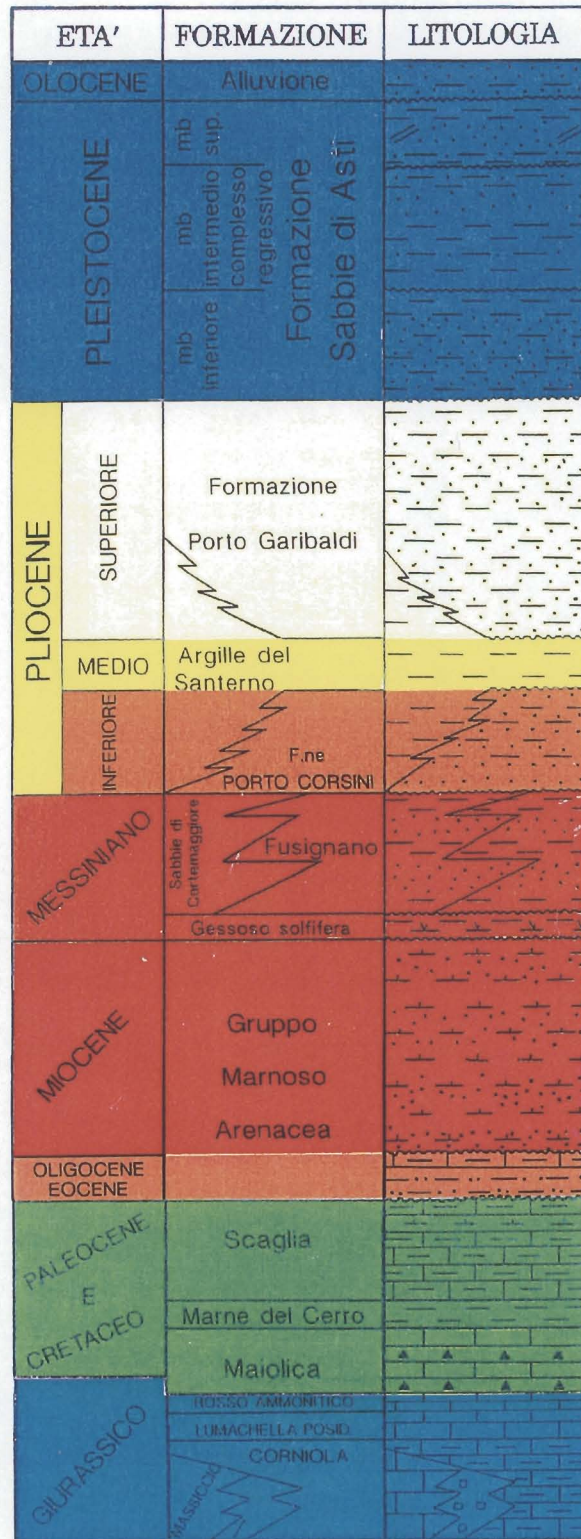 ETA' FORMAZIONE LITOLOGIA
OLOCENE Alluvione
PLEISTOCENE
mb sup.
mb intermedio
complesso
regressivo
mb
inferiore
Formazione
Sabbie di Asti
PLIOCENE
SUPERIORE
Formazione
Porto Garibaldi
MEDIO
Argille del
Santerno
INFERIORE
F.ne
PORTO CORSINI
MESSINIANO
Sabbie di
Cortemaggiore
Fusignano
Gessoso solfifera
MIOCENE
Gruppo
Marnoso
Arenacea
OLIGOCENE
EOCENE
PALEOCENE
E
CRETACEO
Scaglia
Marne del Cerro
Maiolica
GIURASSICO
ROSSO AMMONITICO
LUMACHELLA POSID.
CORNIOLA
MASSICCIO